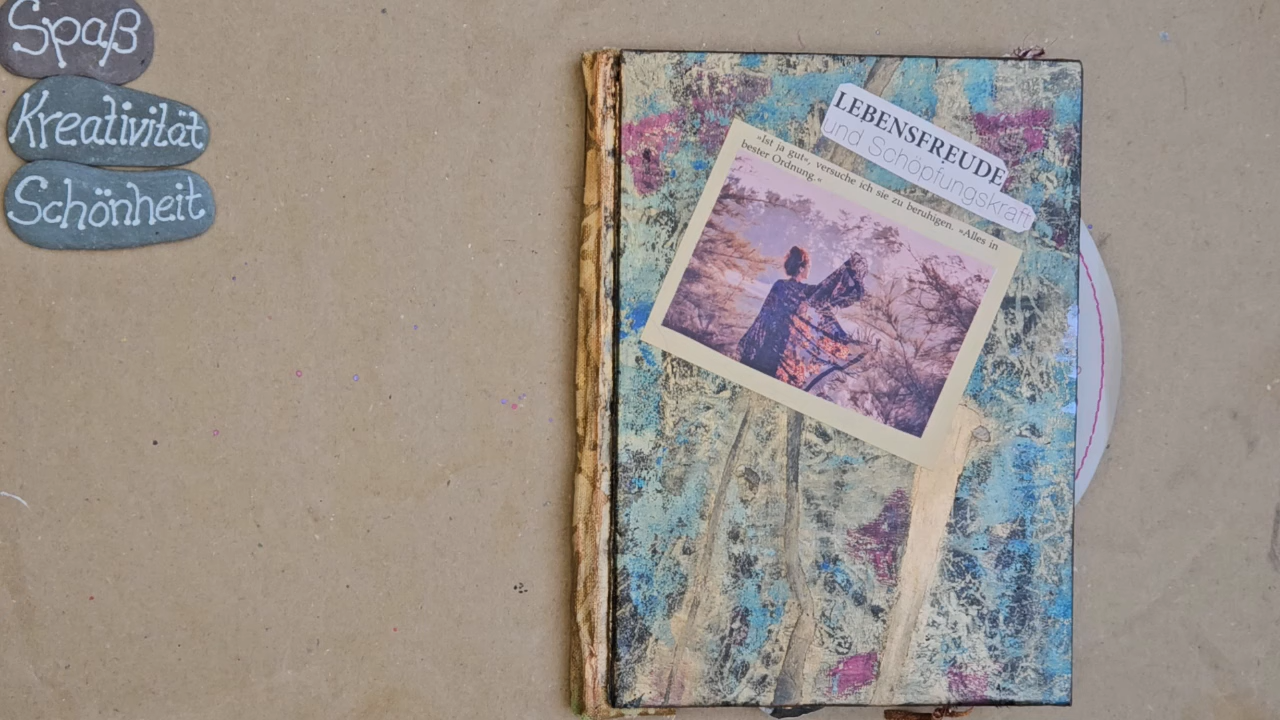 Spaß
Kreativität
Schönheit
LEBENSFREUDE
und Schöpfungskraft
»Ist ja gut«, versuche ich sie zu beruhigen. »Alles in
bester Ordnung.«